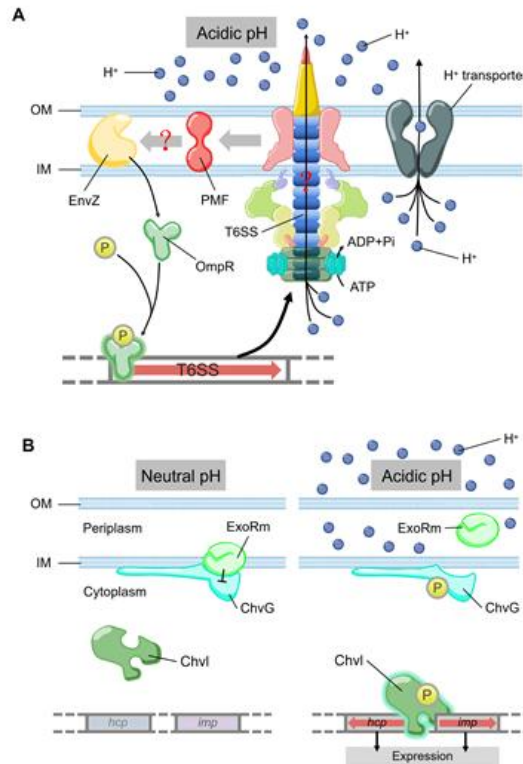 A
Acidic pH
H⁺
H⁺
H⁺ transporte
OM
IM
EnvZ
?
PMF
?
T6SS
ADP+Pi
ATP
H⁺
P
OmpR
P
T6SS
B
Neutral pH
Acidic pH
H⁺
OM
Periplasm
ExoRm
ExoRm
IM
Cytoplasm
ChvG
P
ChvG
ChvI
ChvI
P
hcp
imp
hcp
imp
Expression